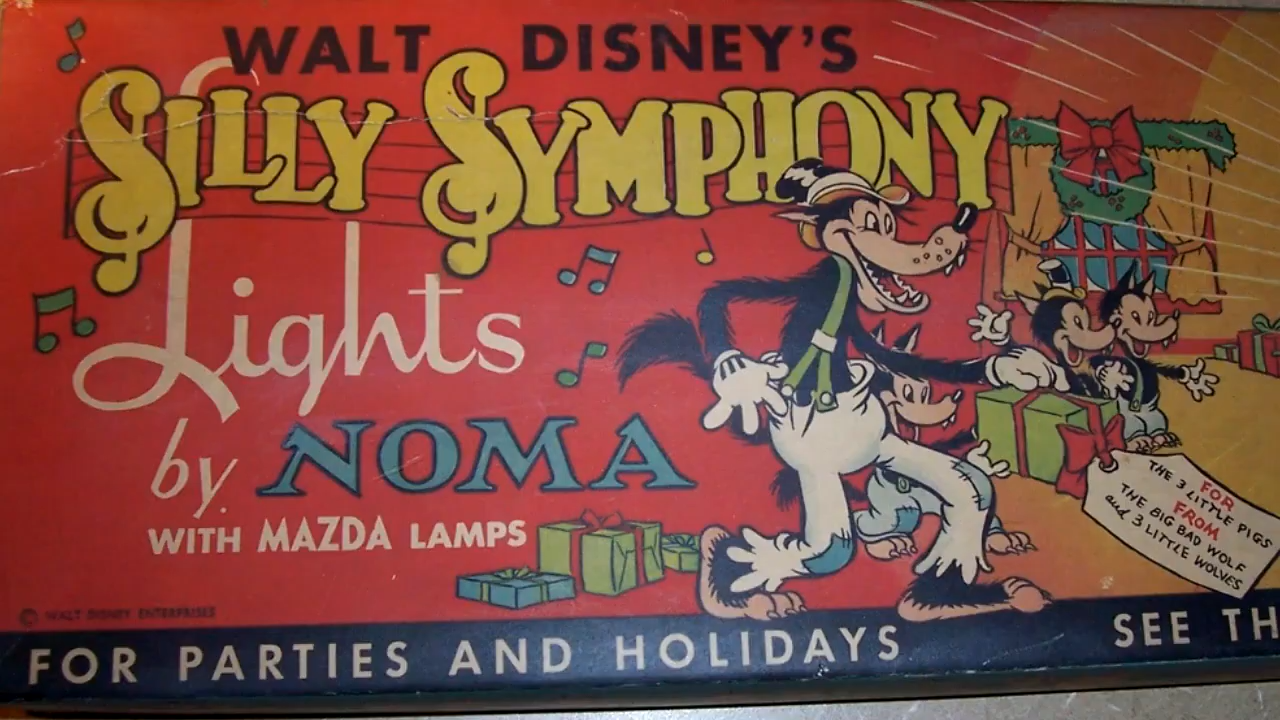 WALT DISNEY'S
SILLY SYMPHONY
Lights
by NOMA
WITH MAZDA LAMPS
FOR
THE 3 LITTLE PIGS
FROM
THE BIG BAD WOLF
and 3 LITTLE WOLVES
© WALT DISNEY ENTERPRISES
FOR PARTIES AND HOLIDAYS
SEE TH